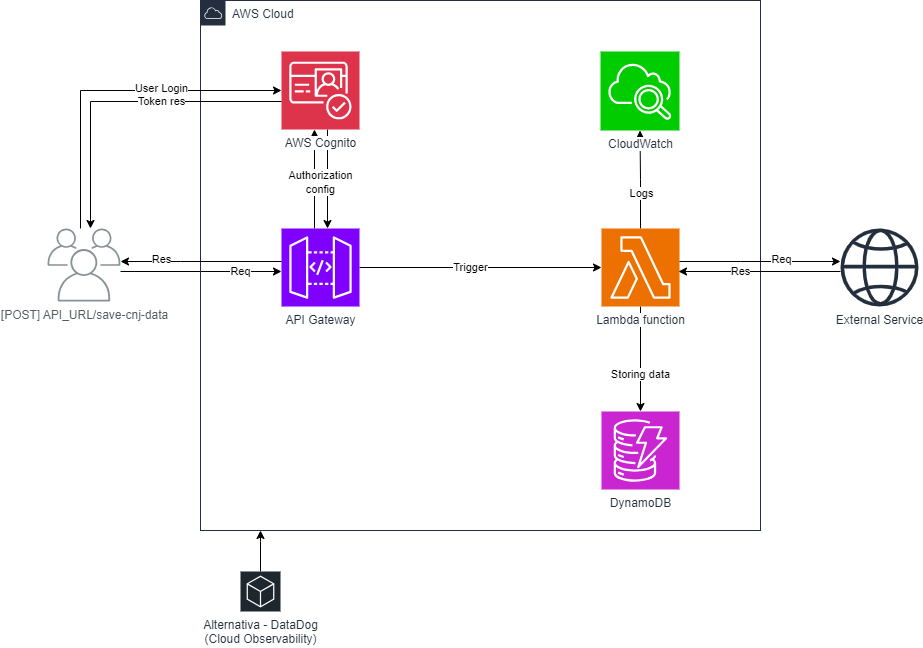 AWS Cloud
User Login
Token res
AWS Cognito
CloudWatch
Authorization
config
Logs
Res
Req
Trigger
Req
Res
[POST] API_URL/save-cnj-data
API Gateway
Lambda function
External Service
Storing data
DynamoDB
Alternativa - DataDog
(Cloud Observability)